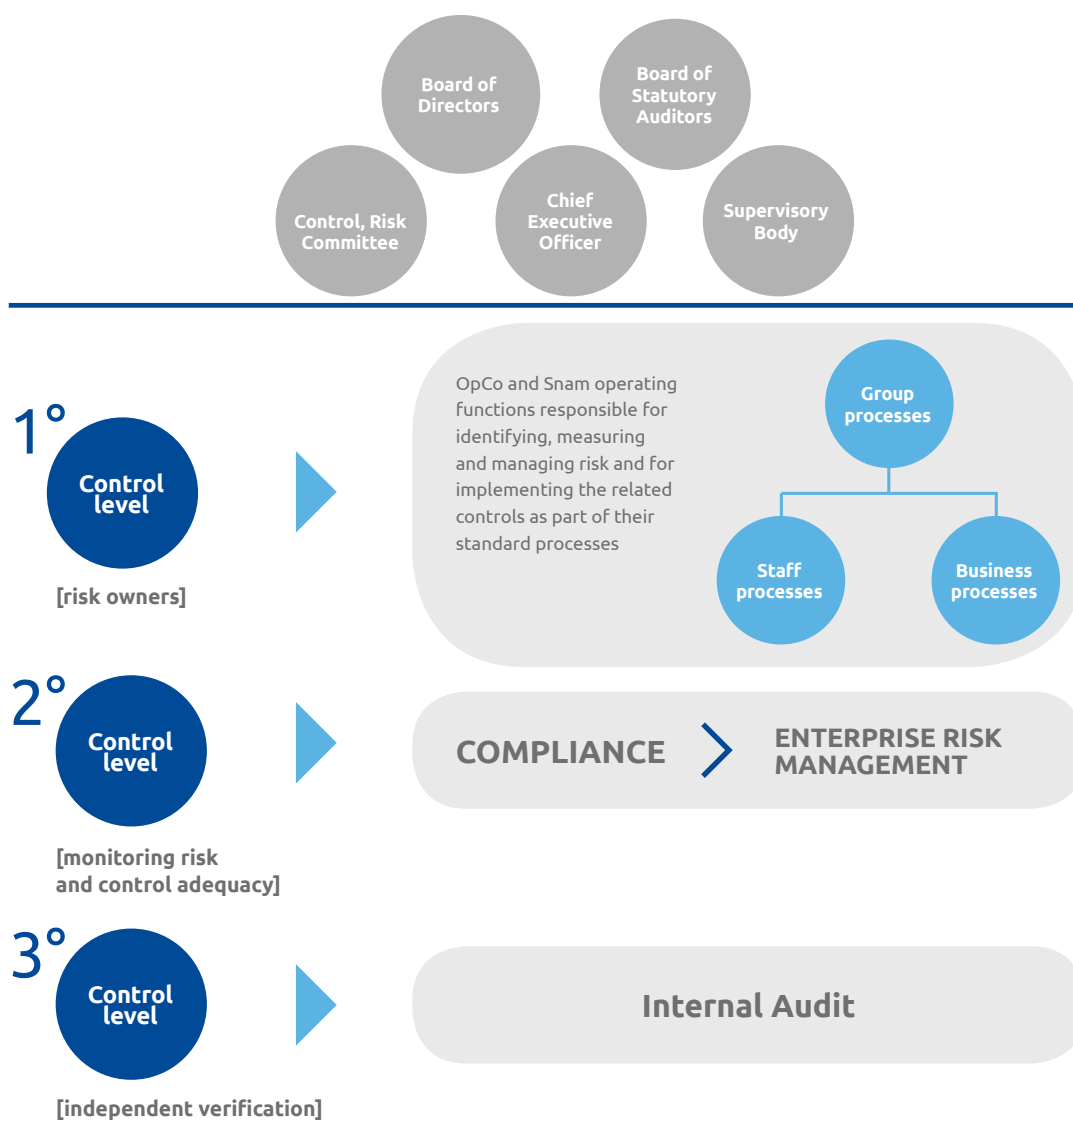 Board of
Directors
Board of
Statutory
Auditors
Control, Risk
Committee
Chief
Executive
Officer
Supervisory
Body
1°
Control
level
[risk owners]
OpCo and Snam operating
functions responsible for
identifying, measuring
and managing risk and for
implementing the related
controls as part of their
standard processes
Group
processes
Staff
processes
Business
processes
2°
Control
level
[monitoring risk
and control adequacy]
COMPLIANCE
ENTERPRISE RISK
MANAGEMENT
3°
Control
level
[independent verification]
Internal Audit